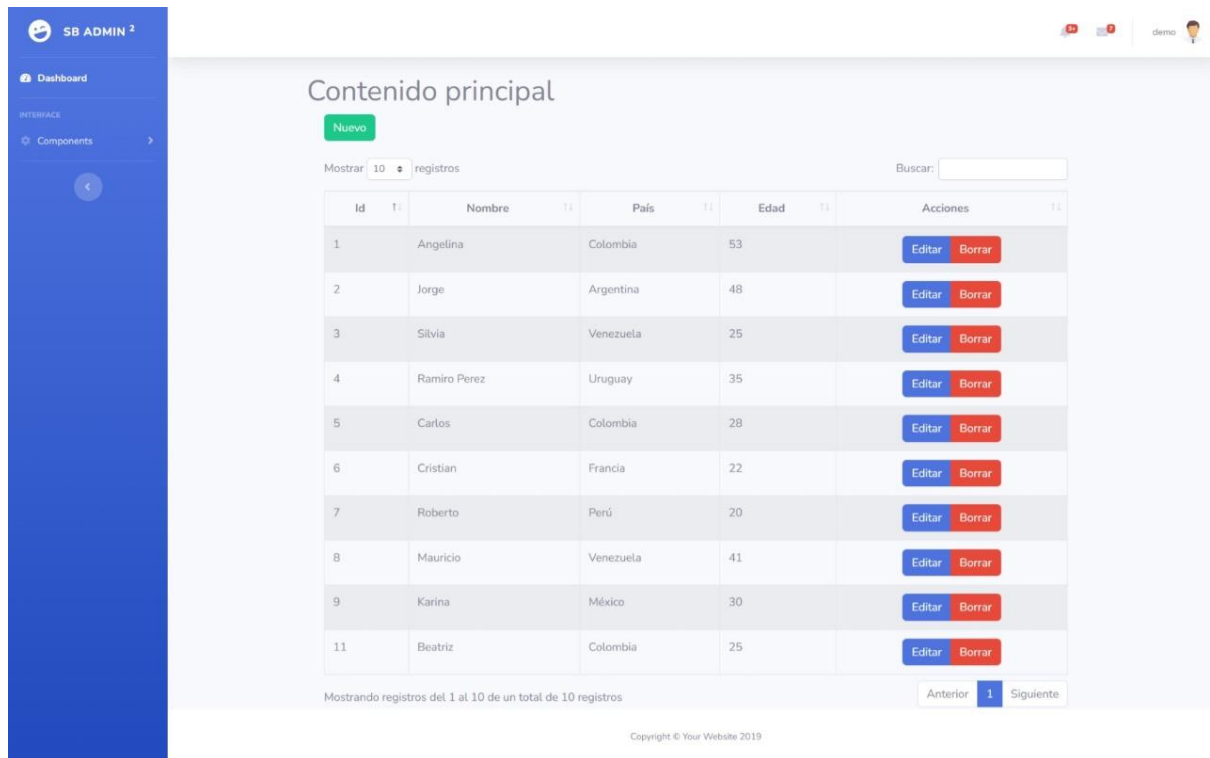 SB ADMIN 2
3+ 7 demo
Dashboard
INTERFACE
Components
Contenido principal
Nuevo
Mostrar 10 registros Buscar:
Id Nombre País Edad Acciones
1 Angelina Colombia 53 Editar Borrar
2 Jorge Argentina 48 Editar Borrar
3 Silvia Venezuela 25 Editar Borrar
4 Ramiro Perez Uruguay 35 Editar Borrar
5 Carlos Colombia 28 Editar Borrar
6 Cristian Francia 22 Editar Borrar
7 Roberto Perú 20 Editar Borrar
8 Mauricio Venezuela 41 Editar Borrar
9 Karina México 30 Editar Borrar
11 Beatriz Colombia 25 Editar Borrar
Mostrando registros del 1 al 10 de un total de 10 registros Anterior 1 Siguiente
Copyright © Your Website 2019